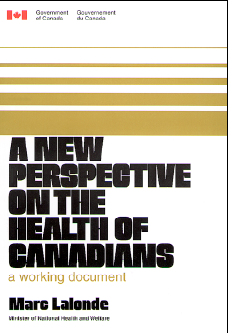 Government Gouvernement
of Canada du Canada
A NEW
PERSPECTIVE
ON THE
HEALTH OF
CANADIANS
a working document
Marc Lalonde
Minister of National Health and Welfare